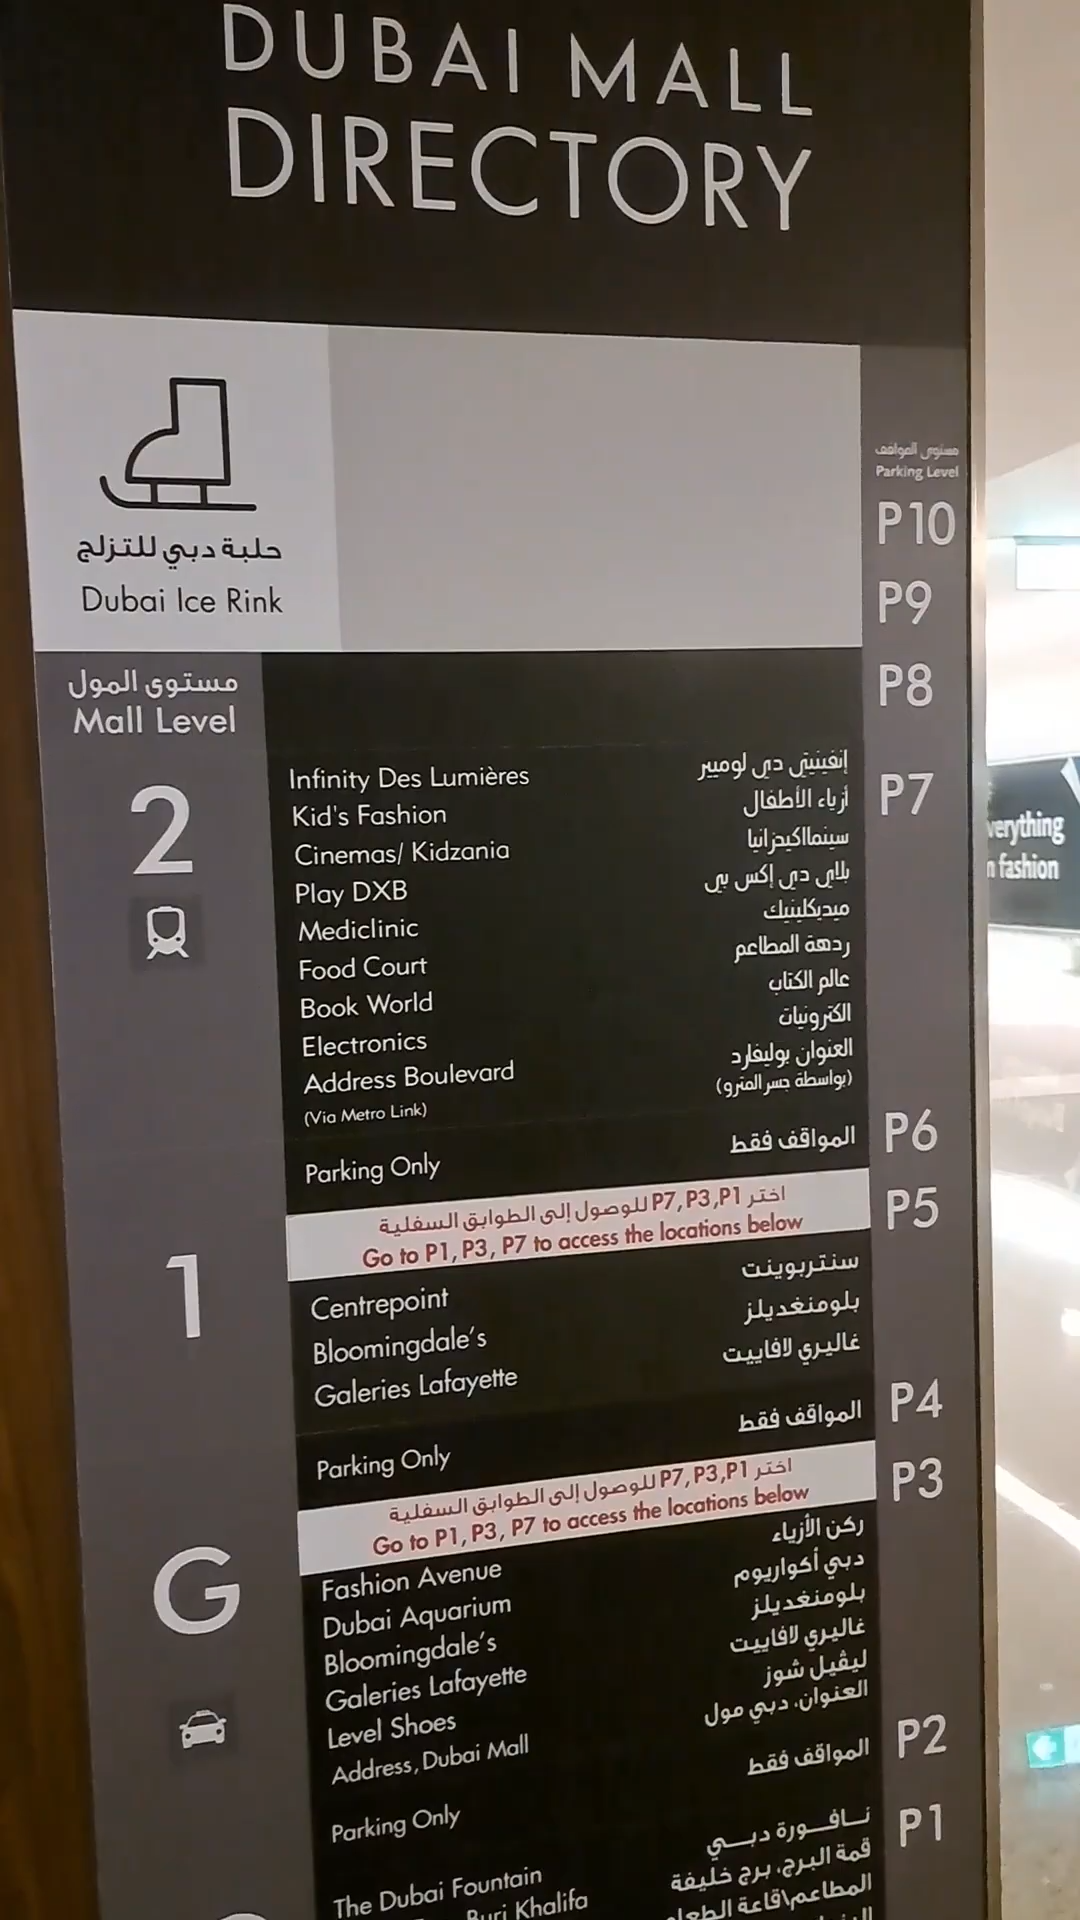 DUBAI MALL
DIRECTORY
حلبة دبي للتزلج
Dubai Ice Rink
مستوى المواقف
Parking Level
P10
P9
P8
مستوى المول
Mall Level
2
P7
Infinity Des Lumières إنفينيتي دي لوميير
Kid's Fashion أزياء الأطفال
Cinemas/ Kidzania سينما\كيدزانيا
Play DXB بلاي دي إكس بي
Mediclinic ميديكلينيك
Food Court ردهة المطاعم
Book World عالم الكتاب
Electronics الكترونيات
Address Boulevard العنوان بوليفارد
(Via Metro Link) (بواسطة جسر المترو)
Parking Only المواقف فقط P6
اختر P7, P3 ,P1 للوصول إلى الطوابق السفلية
Go to P1, P3, P7 to access the locations below
P5
1
Centrepoint سنتربوينت
Bloomingdale's بلومنغديلز
Galeries Lafayette غاليري لافاييت
Parking Only المواقف فقط P4
اختر P7, P3 ,P1 للوصول إلى الطوابق السفلية
Go to P1, P3, P7 to access the locations below
P3
G
Fashion Avenue ركن الأزياء
Dubai Aquarium دبي أكواريوم
Bloomingdale's بلومنغديلز
Galeries Lafayette غاليري لافاييت
Level Shoes ليڤيل شوز
Address, Dubai Mall العنوان، دبي مول
Parking Only المواقف فقط P2
The Dubai Fountain نافورة دبي P1
Burj Khalifa قمة البرج، برج خليفة
المطاعم\قاعة الطعام
verything
n fashion